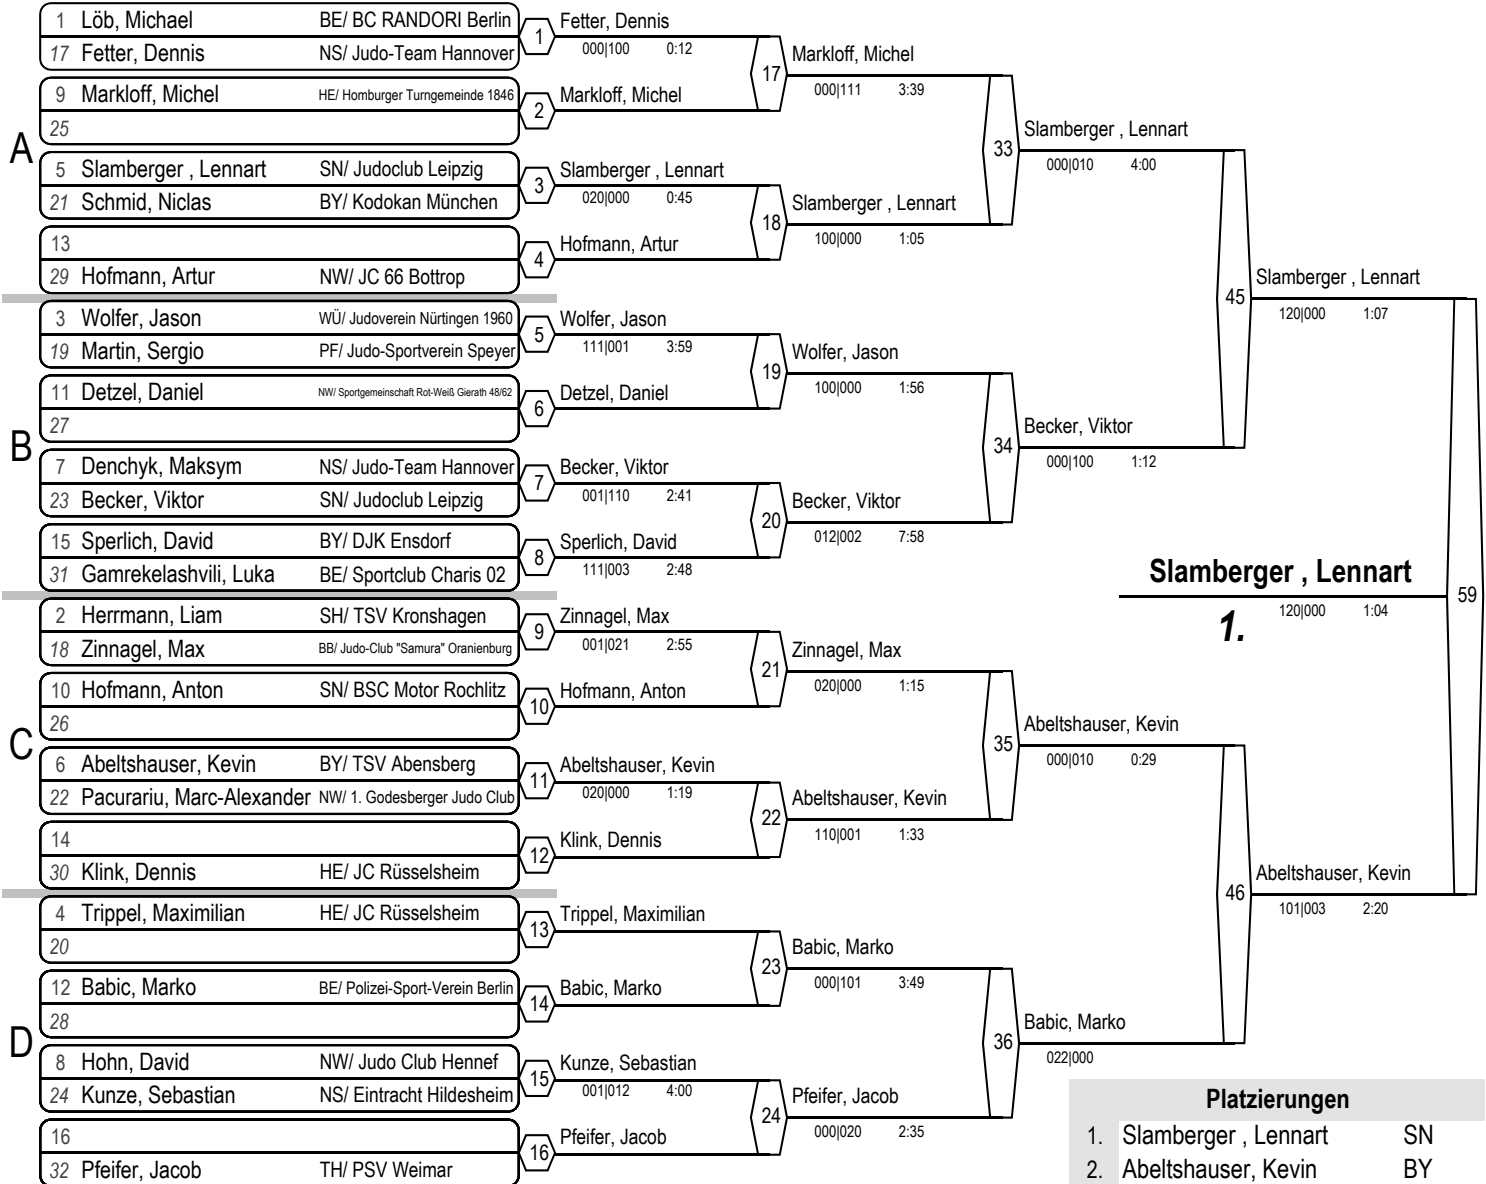 A
1 Löb, Michael BE/ BC RANDORI Berlin
17 Fetter, Dennis NS/ Judo-Team Hannover
9 Markloff, Michel HE/ Homburger Turngemeinde 1846
25
5 Slamberger , Lennart SN/ Judoclub Leipzig
21 Schmid, Niclas BY/ Kodokan München
13
29 Hofmann, Artur NW/ JC 66 Bottrop
B
3 Wolfer, Jason WÜ/ Judoverein Nürtingen 1960
19 Martin, Sergio PF/ Judo-Sportverein Speyer
11 Detzel, Daniel NW/ Sportgemeinschaft Rot-Weiß Gierath 48/62
27
7 Denchyk, Maksym NS/ Judo-Team Hannover
23 Becker, Viktor SN/ Judoclub Leipzig
15 Sperlich, David BY/ DJK Ensdorf
31 Gamrekelashvili, Luka BE/ Sportclub Charis 02
C
2 Herrmann, Liam SH/ TSV Kronshagen
18 Zinnagel, Max BB/ Judo-Club "Samura" Oranienburg
10 Hofmann, Anton SN/ BSC Motor Rochlitz
26
6 Abeltshauser, Kevin BY/ TSV Abensberg
22 Pacurariu, Marc-Alexander NW/ 1. Godesberger Judo Club
14
30 Klink, Dennis HE/ JC Rüsselsheim
D
4 Trippel, Maximilian HE/ JC Rüsselsheim
20
12 Babic, Marko BE/ Polizei-Sport-Verein Berlin
28
8 Hohn, David NW/ Judo Club Hennef
24 Kunze, Sebastian NS/ Eintracht Hildesheim
16
32 Pfeifer, Jacob TH/ PSV Weimar
1 Fetter, Dennis
000|100 0:12
2 Markloff, Michel
3 Slamberger , Lennart
020|000 0:45
4 Hofmann, Artur
5 Wolfer, Jason
111|001 3:59
6 Detzel, Daniel
7 Becker, Viktor
001|110 2:41
8 Sperlich, David
111|003 2:48
9 Zinnagel, Max
001|021 2:55
10 Hofmann, Anton
11 Abeltshauser, Kevin
020|000 1:19
12 Klink, Dennis
13 Trippel, Maximilian
14 Babic, Marko
15 Kunze, Sebastian
001|012 4:00
16 Pfeifer, Jacob
17 Markloff, Michel
000|111 3:39
18 Slamberger , Lennart
100|000 1:05
19 Wolfer, Jason
100|000 1:56
20 Becker, Viktor
012|002 7:58
21 Zinnagel, Max
020|000 1:15
22 Abeltshauser, Kevin
110|001 1:33
23 Babic, Marko
000|101 3:49
24 Pfeifer, Jacob
000|020 2:35
33 Slamberger , Lennart
000|010 4:00
34 Becker, Viktor
000|100 1:12
35 Abeltshauser, Kevin
000|010 0:29
36 Babic, Marko
022|000
45 Slamberger , Lennart
120|000 1:07
46 Abeltshauser, Kevin
101|003 2:20
Slamberger , Lennart 59
1. 120|000 1:04
Platzierungen
1. Slamberger , Lennart SN
2. Abeltshauser, Kevin BY